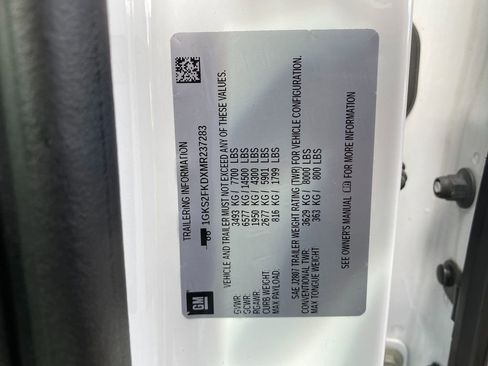 TRAILERING INFORMATION
1GKS2FKDXMR237283
VEHICLE AND TRAILER MUST NOT EXCEED ANY OF THESE VALUES.
GVWR: 3493 KG / 7700 LBS
GCWR: 6577 KG / 14500 LBS
RGAWR: 1950 KG / 4300 LBS
CURB WEIGHT: 2677 KG / 5901 LBS
MAX PAYLOAD: 816 KG / 1799 LBS
SAE J2807 TRAILER WEIGHT RATING (TWR) FOR VEHICLE CONFIGURATION.
CONVENTIONAL TWR: 3629 KG / 8000 LBS
MAX TONGUE WEIGHT: 363 KG / 800 LBS
SEE OWNER'S MANUAL FOR MORE INFORMATION
GM